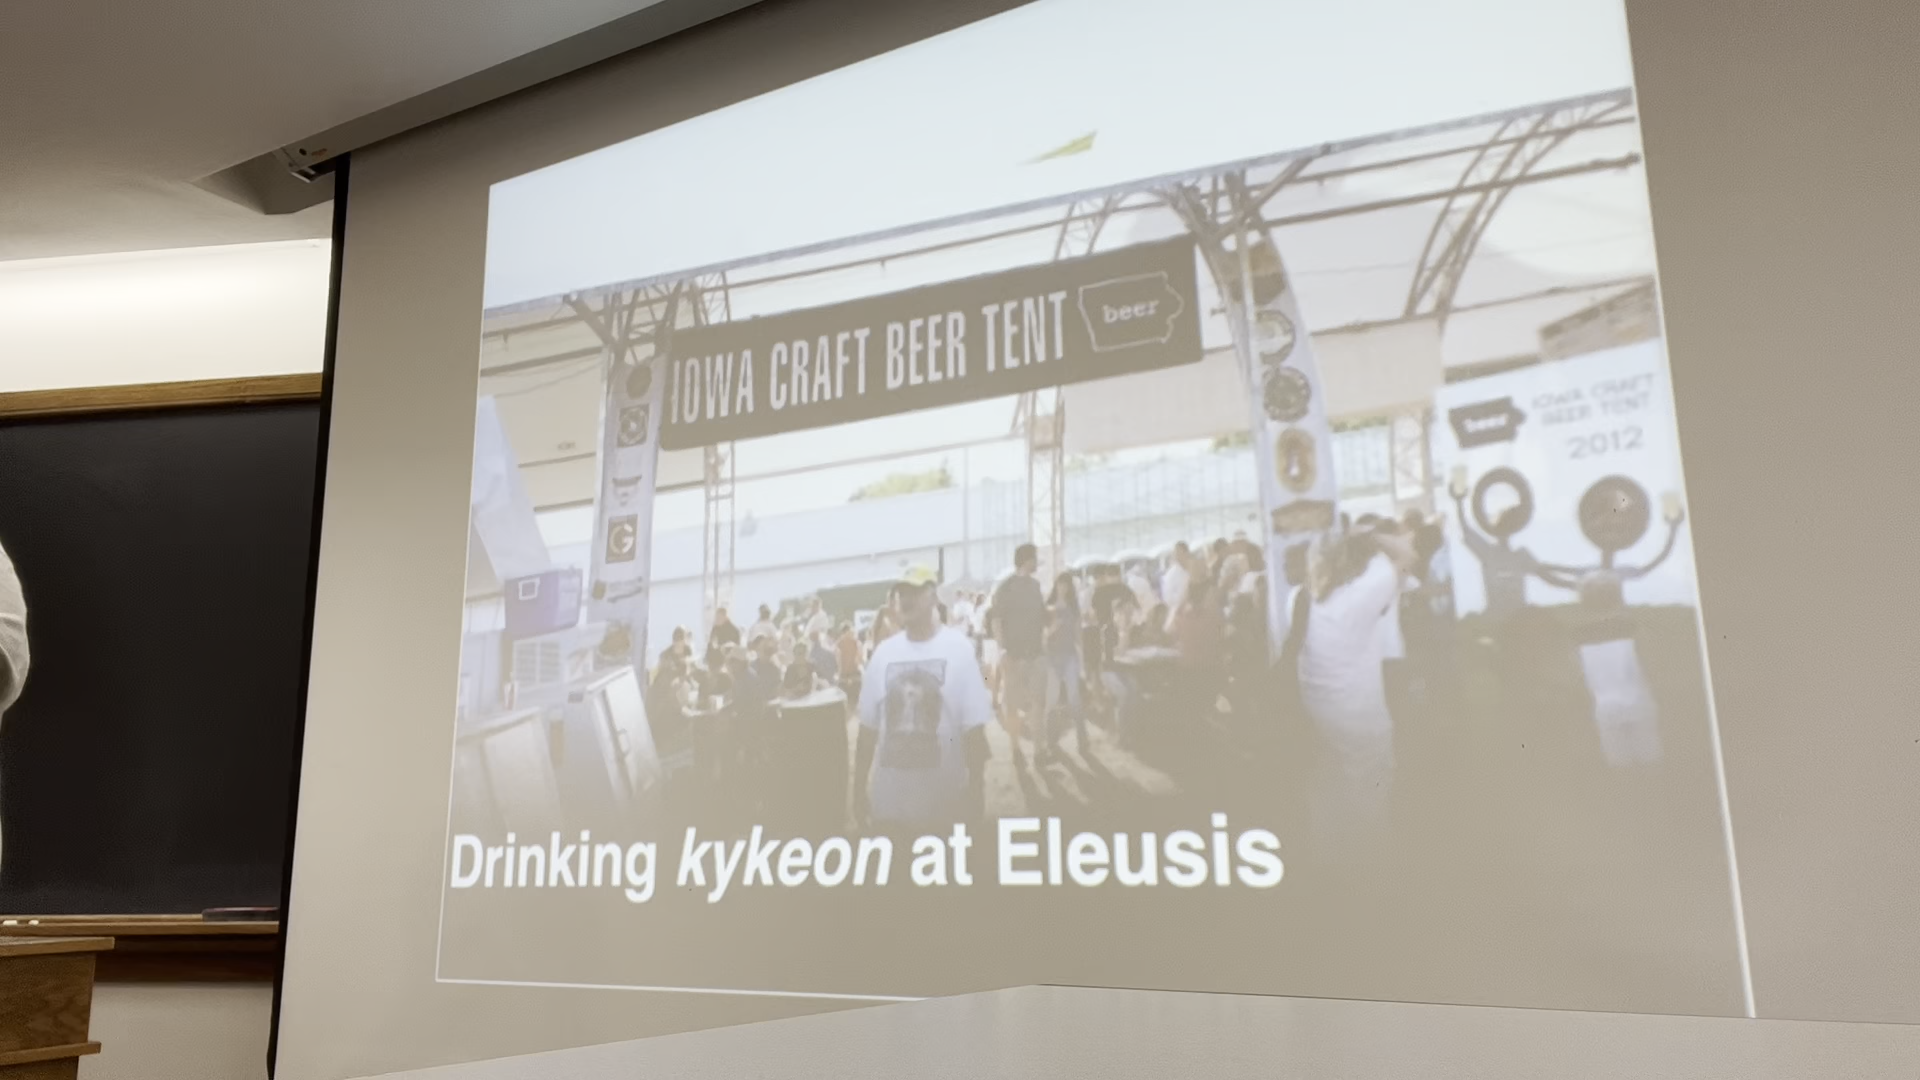 IOWA CRAFT BEER TENT
beer
beer
IOWA CRAFT
BEER TENT
2012
G
Drinking kykeon at Eleusis